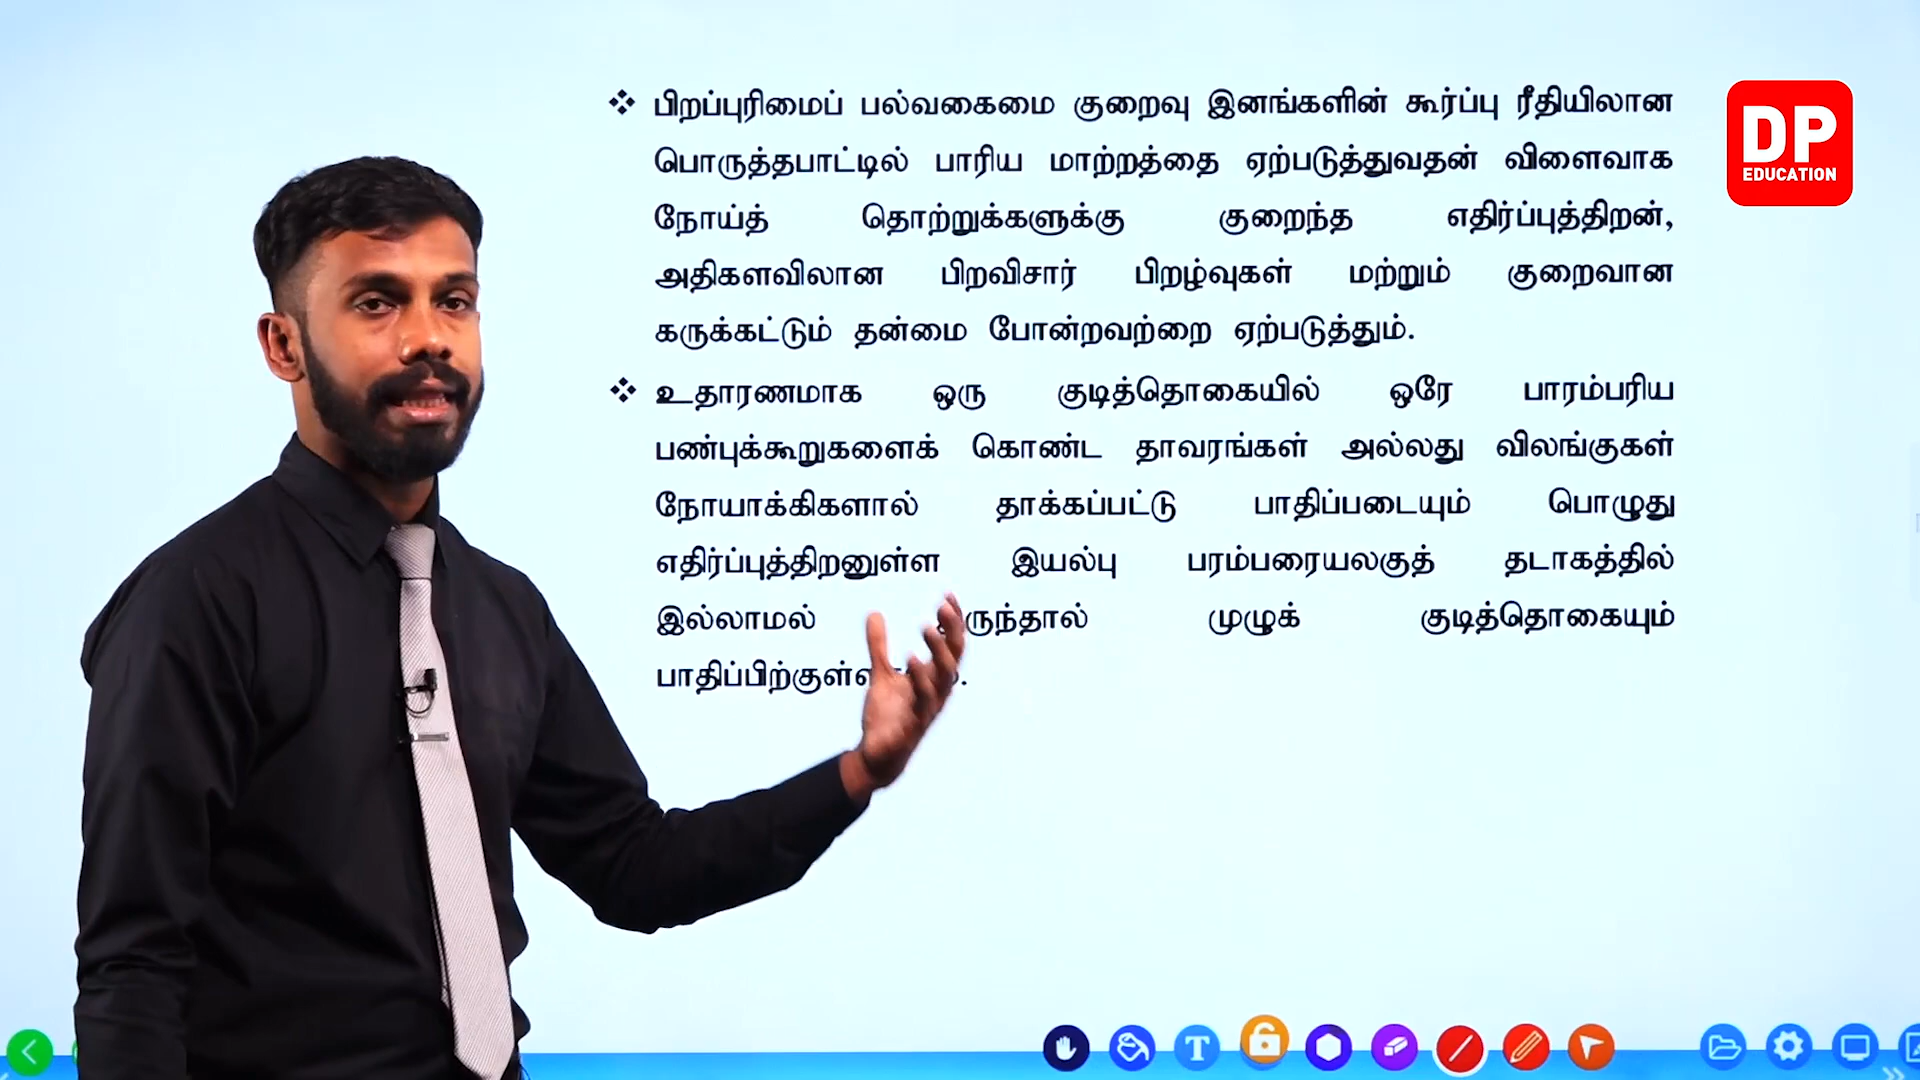 ❖ பிறப்புரிமைப் பல்வகைமை குறைவு இனங்களின் கூர்ப்பு ரீதியிலான
பொருத்தபாட்டில் பாரிய மாற்றத்தை ஏற்படுத்துவதன் விளைவாக
நோய்த் தொற்றுக்களுக்கு குறைந்த எதிர்ப்புத்திறன்,
அதிகளவிலான பிறவிசார் பிறழ்வுகள் மற்றும் குறைவான
கருக்கட்டும் தன்மை போன்றவற்றை ஏற்படுத்தும்.
❖ உதாரணமாக ஒரு குடித்தொகையில் ஒரே பாரம்பரிய
பண்புக்கூறுகளைக் கொண்ட தாவரங்கள் அல்லது விலங்குகள்
நோயாக்கிகளால் தாக்கப்பட்டு பாதிப்படையும் பொழுது
எதிர்ப்புத்திறனுள்ள இயல்பு பரம்பரையலகுத் தடாகத்தில்
இல்லாமல் முழுக் குடித்தொகையும்
DP
EDUCATION
T